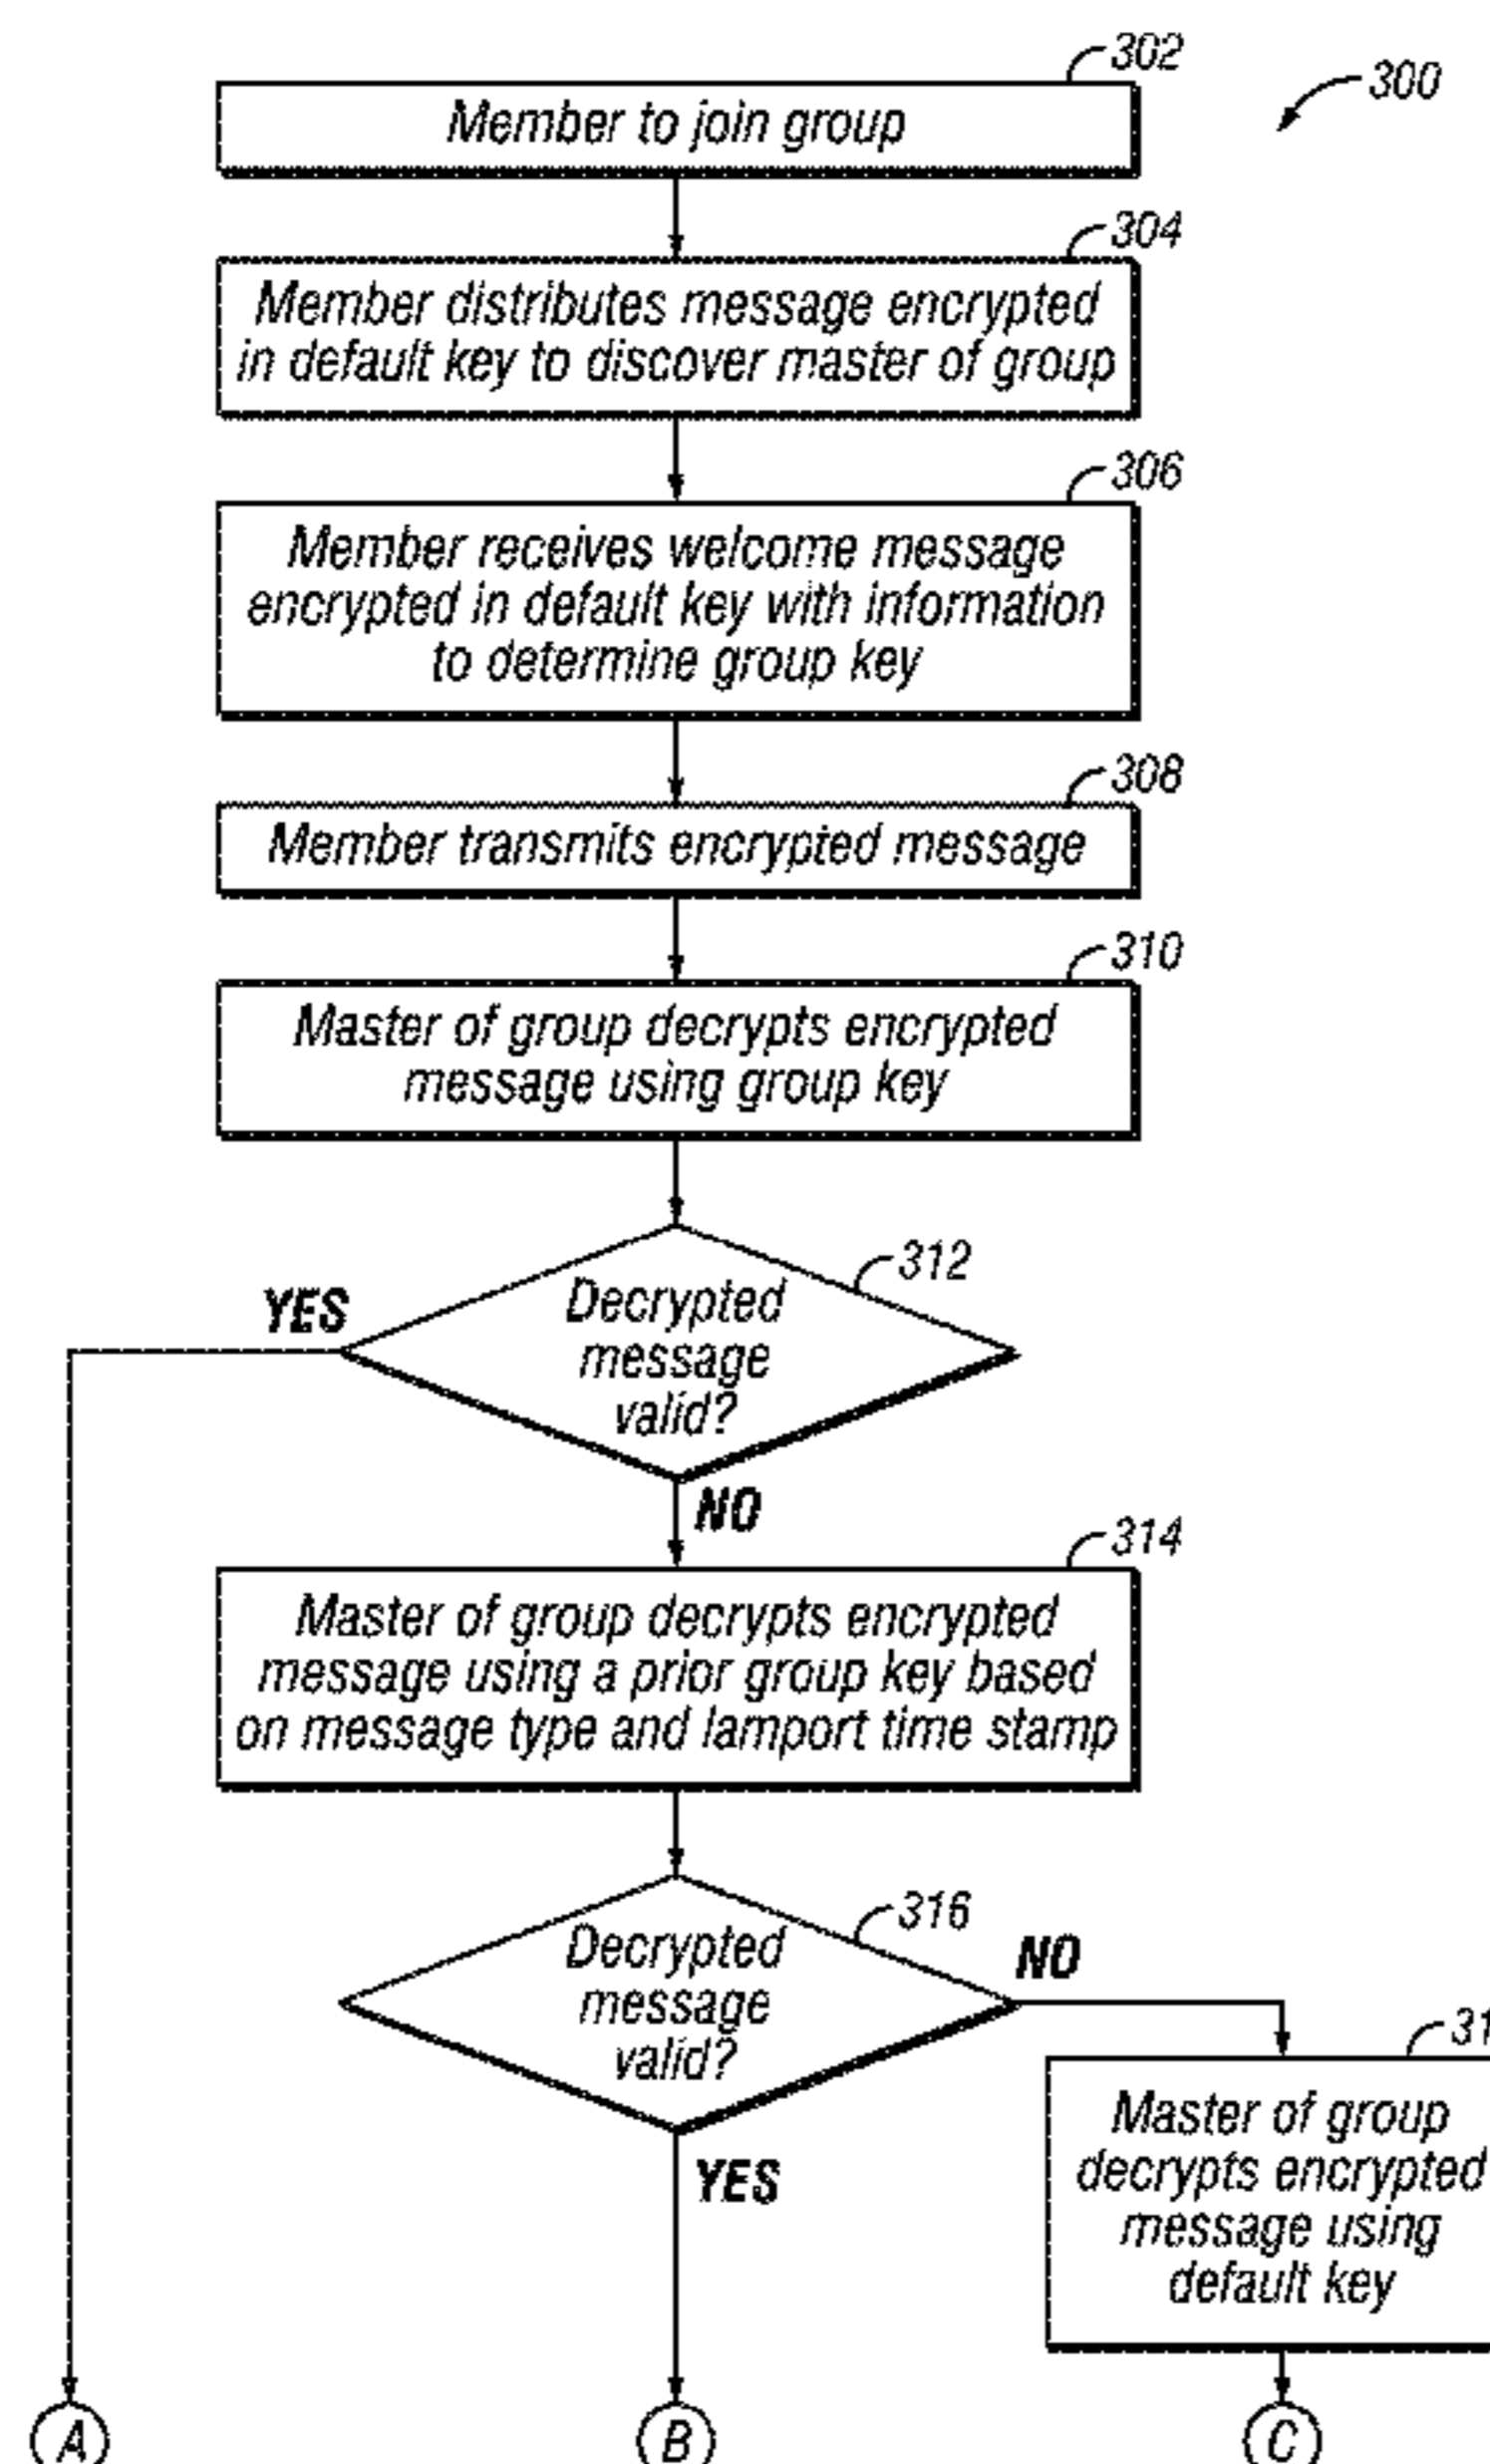 302
300
Member to join group
304
Member distributes message encrypted
in default key to discover master of group
306
Member receives welcome message
encrypted in default key with information
to determine group key
308
Member transmits encrypted message
310
Master of group decrypts encrypted
message using group key
312
YES
Decrypted
message
valid?
NO
314
Master of group decrypts encrypted
message using a prior group key based
on message type and lamport time stamp
316
Decrypted
message
valid?
NO
YES
Master of group
decrypts encrypted
message using
default key
A
B
C